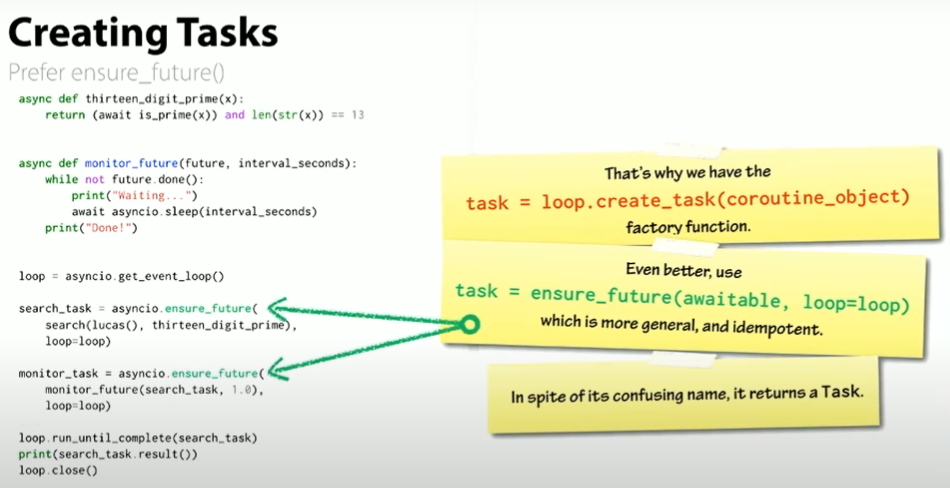 Creating Tasks
Prefer ensure_future()
async def thirteen_digit_prime(x):
    return (await is_prime(x)) and len(str(x)) == 13
async def monitor_future(future, interval_seconds):
    while not future.done():
        print("Waiting...")
        await asyncio.sleep(interval_seconds)
    print("Done!")
loop = asyncio.get_event_loop()
search_task = asyncio.ensure_future(
    search(lucas(), thirteen_digit_prime),
    loop=loop)
monitor_task = asyncio.ensure_future(
    monitor_future(search_task, 1.0),
    loop=loop)
loop.run_until_complete(search_task)
print(search_task.result())
loop.close()
That's why we have the
task = loop.create_task(coroutine_object)
factory function.
Even better, use
task = ensure_future(awaitable, loop=loop)
which is more general, and idempotent.
In spite of its confusing name, it returns a Task.